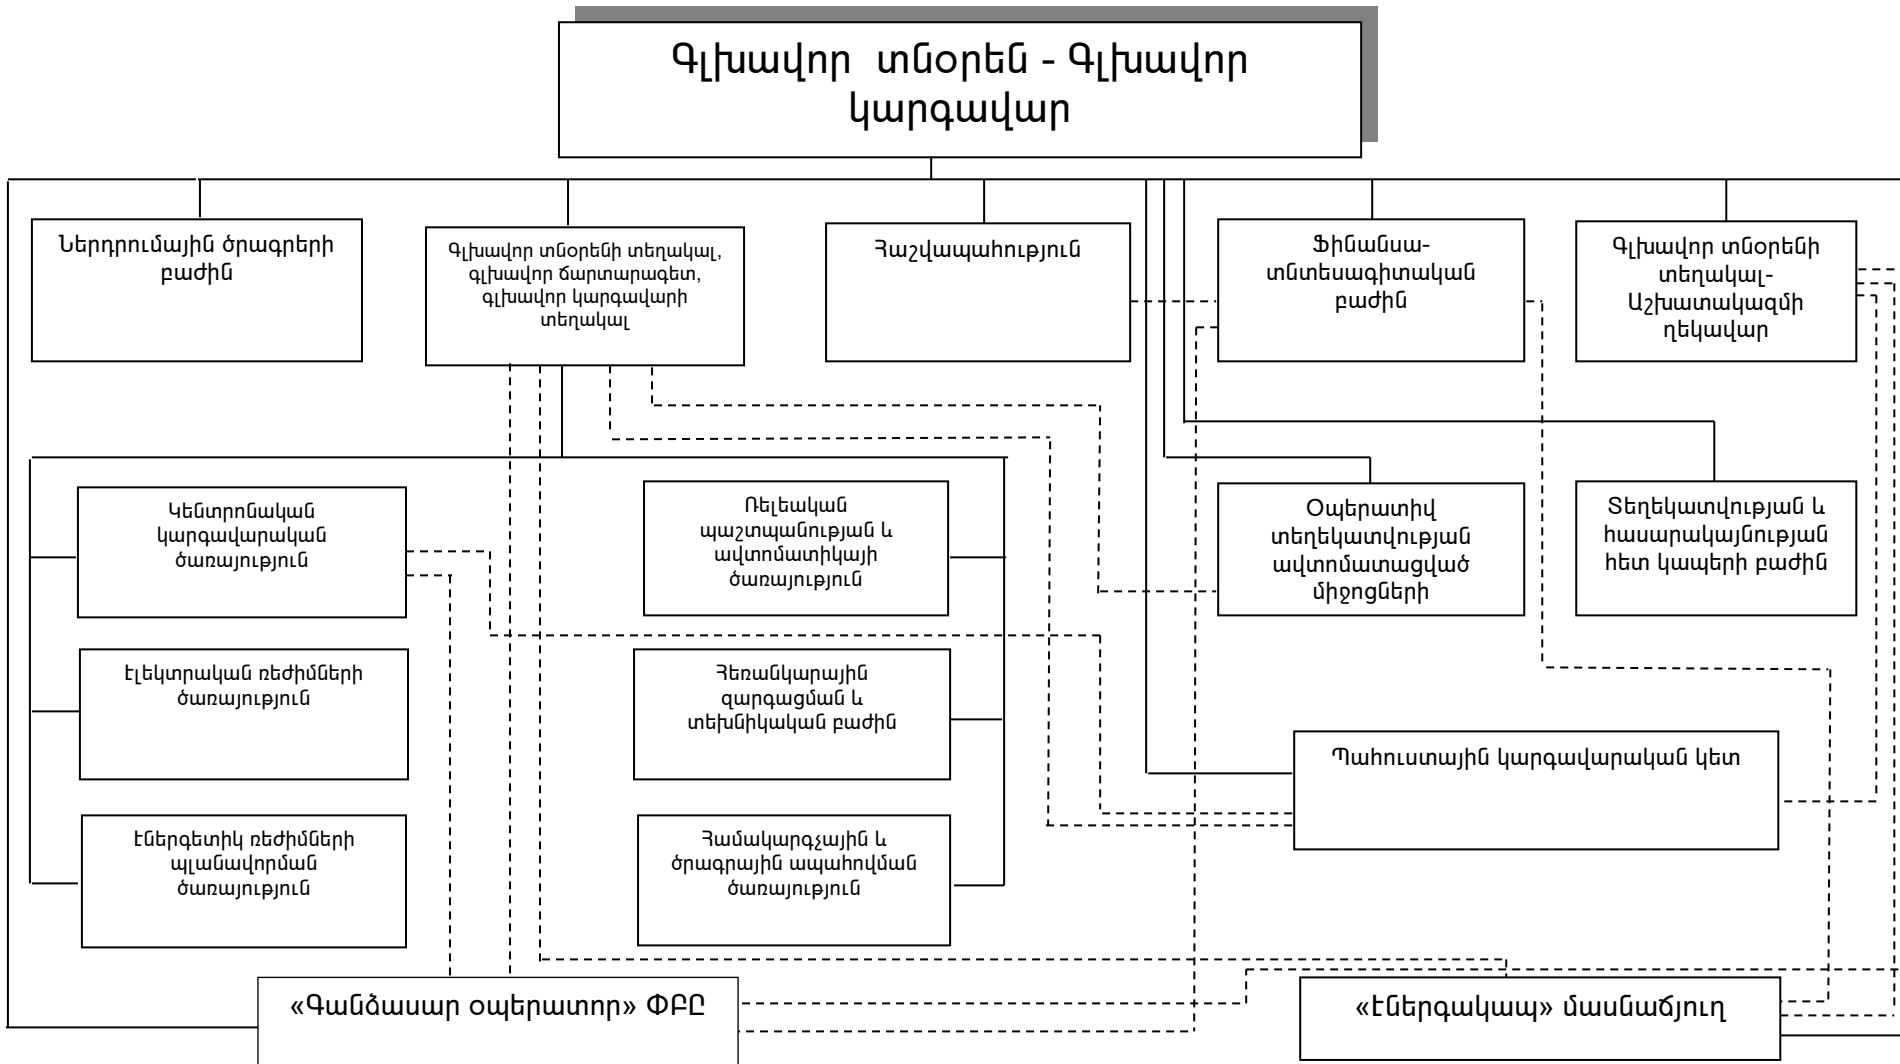 Գլխավոր տնօրեն - Գլխավոր
կարգավար
Ներդրումային ծրագրերի
բաժին
Գլխավոր տնօրենի տեղակալ,
գլխավոր ճարտարագետ,
գլխավոր կարգավարի
տեղակալ
Հաշվապահություն
Ֆինանսա-
տնտեսագիտական
բաժին
Գլխավոր տնօրենի
տեղակալ-
Աշխատակազմի
ղեկավար
Կենտրոնական
կարգավարական
ծառայություն
Ռելեական
պաշտպանության և
ավտոմատիկայի
ծառայություն
Օպերատիվ
տեղեկատվության
ավտոմատացված
միջոցների
Տեղեկատվության և
հասարակայնության
հետ կապերի բաժին
Էլեկտրական ռեժիմների
ծառայություն
Հեռանկարային
զարգացման և
տեխնիկական բաժին
Պահուստային կարգավարական կետ
Էներգետիկ ռեժիմների
պլանավորման
ծառայություն
Համակարգչային և
ծրագրային ապահովման
ծառայություն
«Գանձասար օպերատոր» ՓԲԸ
«Էներգակապ» մասնաճյուղ